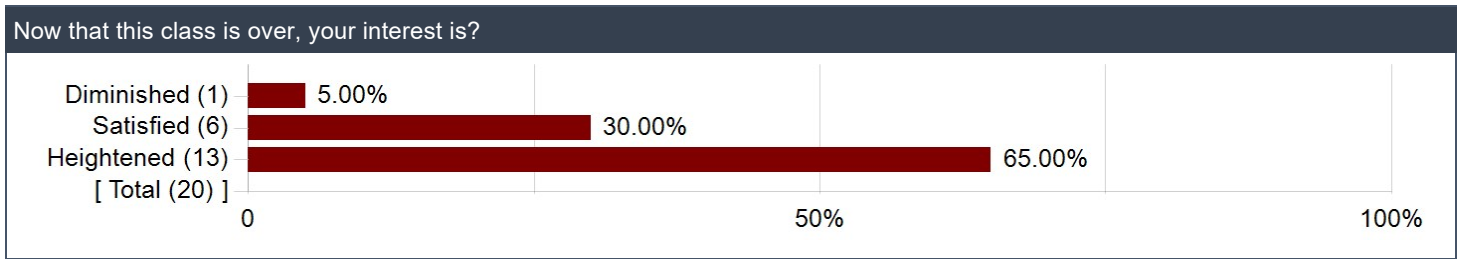 Now that this class is over, your interest is?
Diminished (1) 5.00%
Satisfied (6) 30.00%
Heightened (13) 65.00%
[ Total (20) ]
0 50% 100%